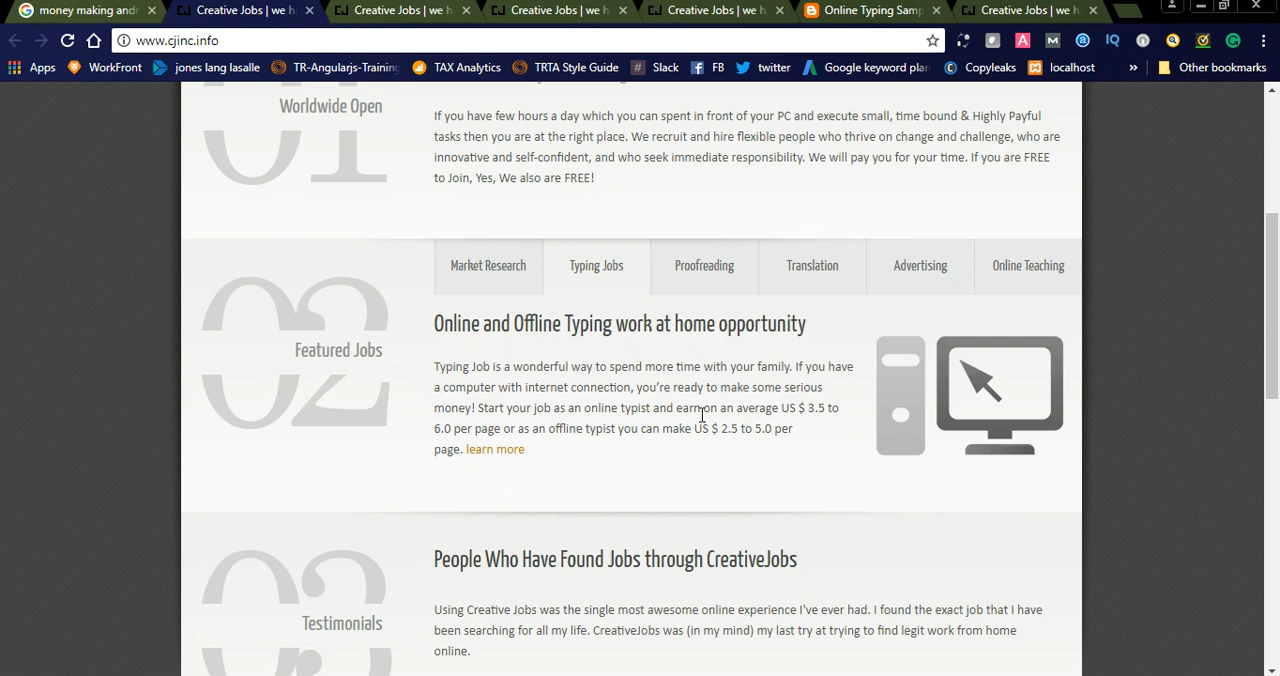 money making andr
Creative Jobs | we h
Creative Jobs | we h
Creative Jobs | we h
Creative Jobs | we h
Online Typing Samp
Creative Jobs | we h
www.cjinc.info
Apps
WorkFront
jones lang lasalle
TR-Angularjs-Training
TAX Analytics
TRTA Style Guide
Slack
FB
twitter
Google keyword plan
Copyleaks
localhost
»
Other bookmarks
Worldwide Open
01
If you have few hours a day which you can spent in front of your PC and execute small, time bound & Highly Payful
tasks then you are at the right place. We recruit and hire flexible people who thrive on change and challenge, who are
innovative and self-confident, and who seek immediate responsibility. We will pay you for your time. If you are FREE
to Join, Yes, We also are FREE!
Market Research
Typing Jobs
Proofreading
Translation
Advertising
Online Teaching
02
Featured Jobs
Online and Offline Typing work at home opportunity
Typing Job is a wonderful way to spend more time with your family. If you have
a computer with internet connection, you're ready to make some serious
money! Start your job as an online typist and earn on an average US $ 3.5 to
6.0 per page or as an offline typist you can make US $ 2.5 to 5.0 per
page. learn more
03
Testimonials
People Who Have Found Jobs through CreativeJobs
Using Creative Jobs was the single most awesome online experience I've ever had. I found the exact job that I have
been searching for all my life. CreativeJobs was (in my mind) my last try at trying to find legit work from home
online.